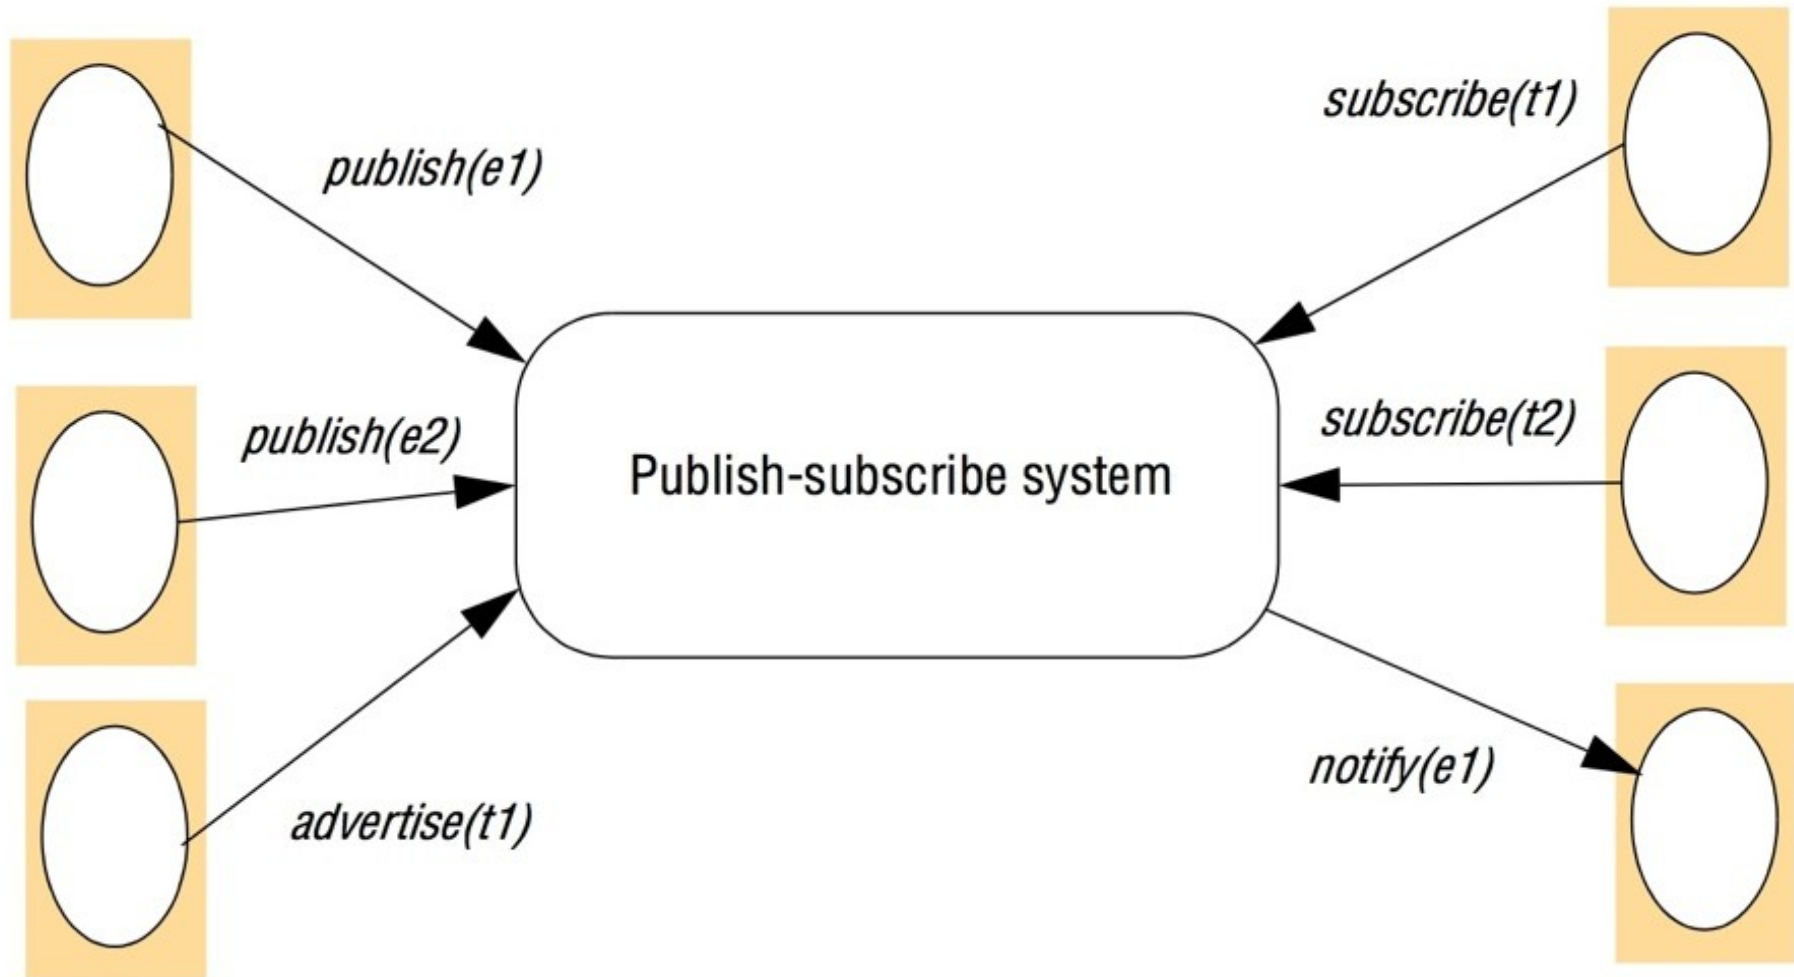 subscribe(t1)
publish(e1)
subscribe(t2)
publish(e2)
Publish-subscribe system
notify(e1)
advertise(t1)